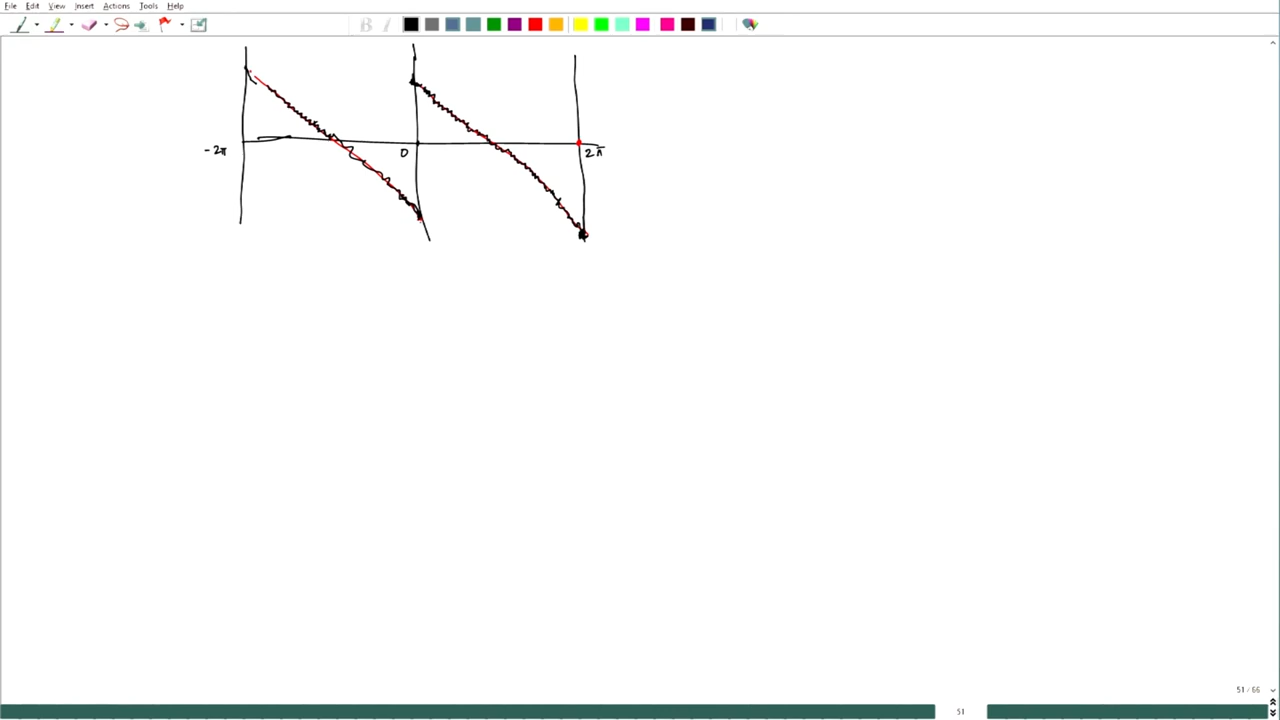 File Edit View Insert Actions Tools Help
B I
-2π 0 2π
51 / 66
51